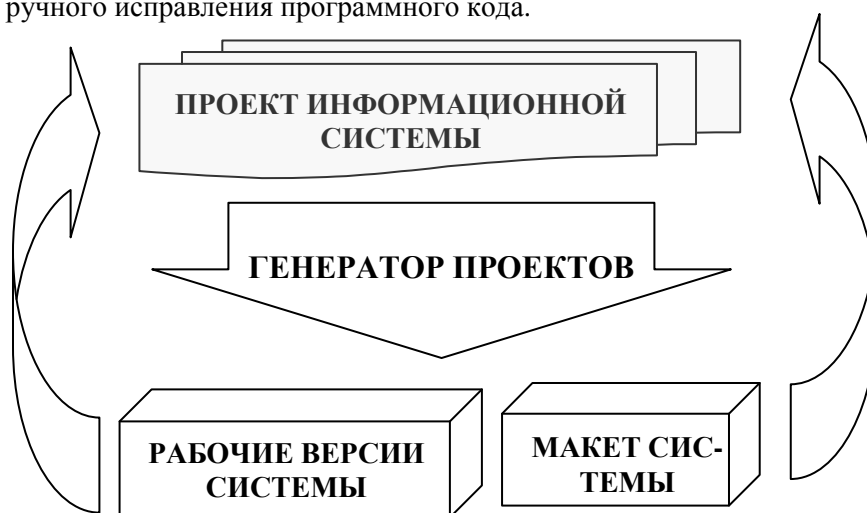 ручного исправления программного кода.
ПРОЕКТ ИНФОРМАЦИОННОЙ
СИСТЕМЫ
ГЕНЕРАТОР ПРОЕКТОВ
РАБОЧИЕ ВЕРСИИ
СИСТЕМЫ
МАКЕТ СИС-
ТЕМЫ